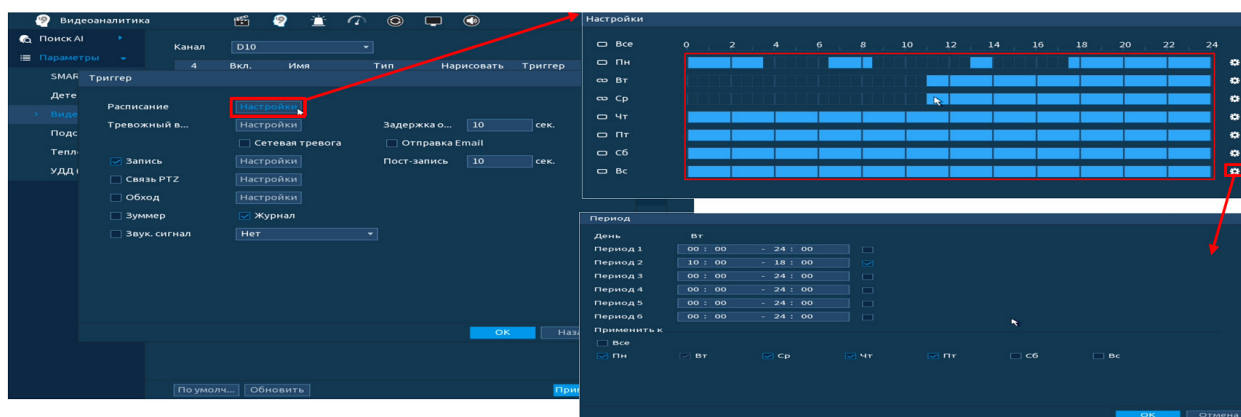 Видеоаналитика
Поиск AI
Параметры
SMAR
Дете
Виде
Подс
Тепл
УДД
Канал D10
4 Вкл. Имя Тип Нарисовать Триггер
Триггер
Расписание Настройки
Тревожный в... Настройки Задержка о... 10 сек.
Сетевая тревога Отправка Email
Запись Настройки Пост-запись 10 сек.
Связь PTZ Настройки
Обход Настройки
Зуммер Журнал
Звук. сигнал Нет
OK Наза
По умолч... Обновить При
Настройки
Все 0 2 4 6 8 10 12 14 16 18 20 22 24
Пн
Вт
Ср
Чт
Пт
Сб
Вс
Период
День Вт
Период 1 00 : 00 - 24 : 00
Период 2 10 : 00 - 18 : 00
Период 3 00 : 00 - 24 : 00
Период 4 00 : 00 - 24 : 00
Период 5 00 : 00 - 24 : 00
Период 6 00 : 00 - 24 : 00
Применить к
Все
Пн Вт Ср Чт Пт Сб Вс
OK Отмена